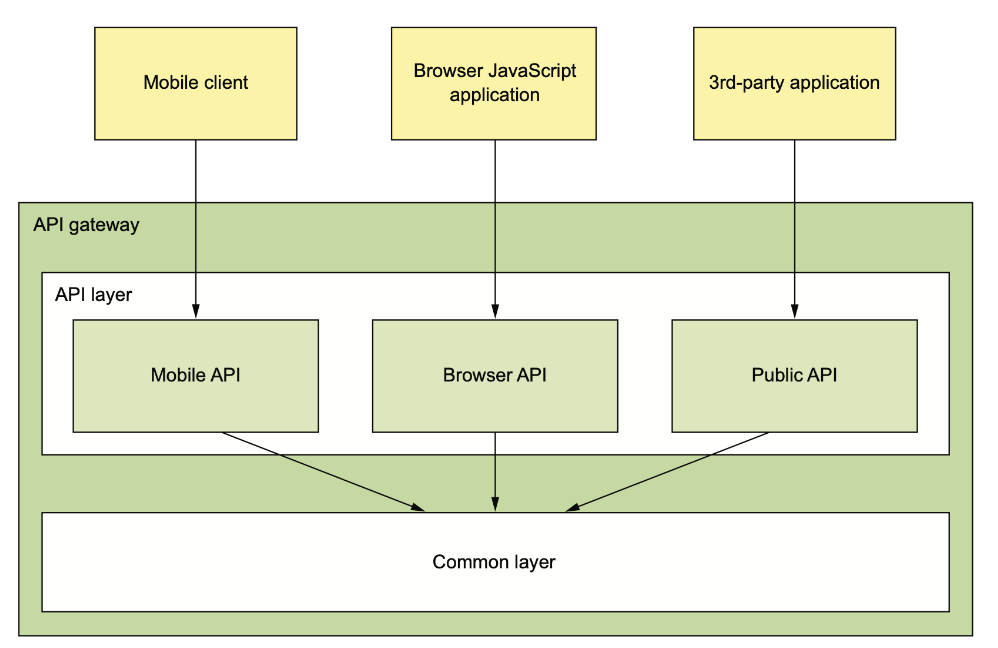 Mobile client
Browser JavaScript
application
3rd-party application
API gateway
API layer
Mobile API
Browser API
Public API
Common layer